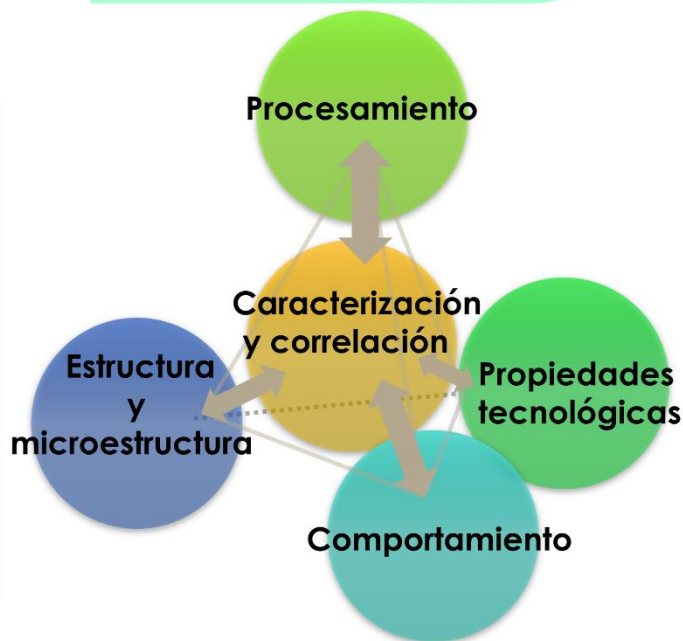 Procesamiento
Caracterización
y correlación
Estructura
y
microestructura
Propiedades
tecnológicas
Comportamiento